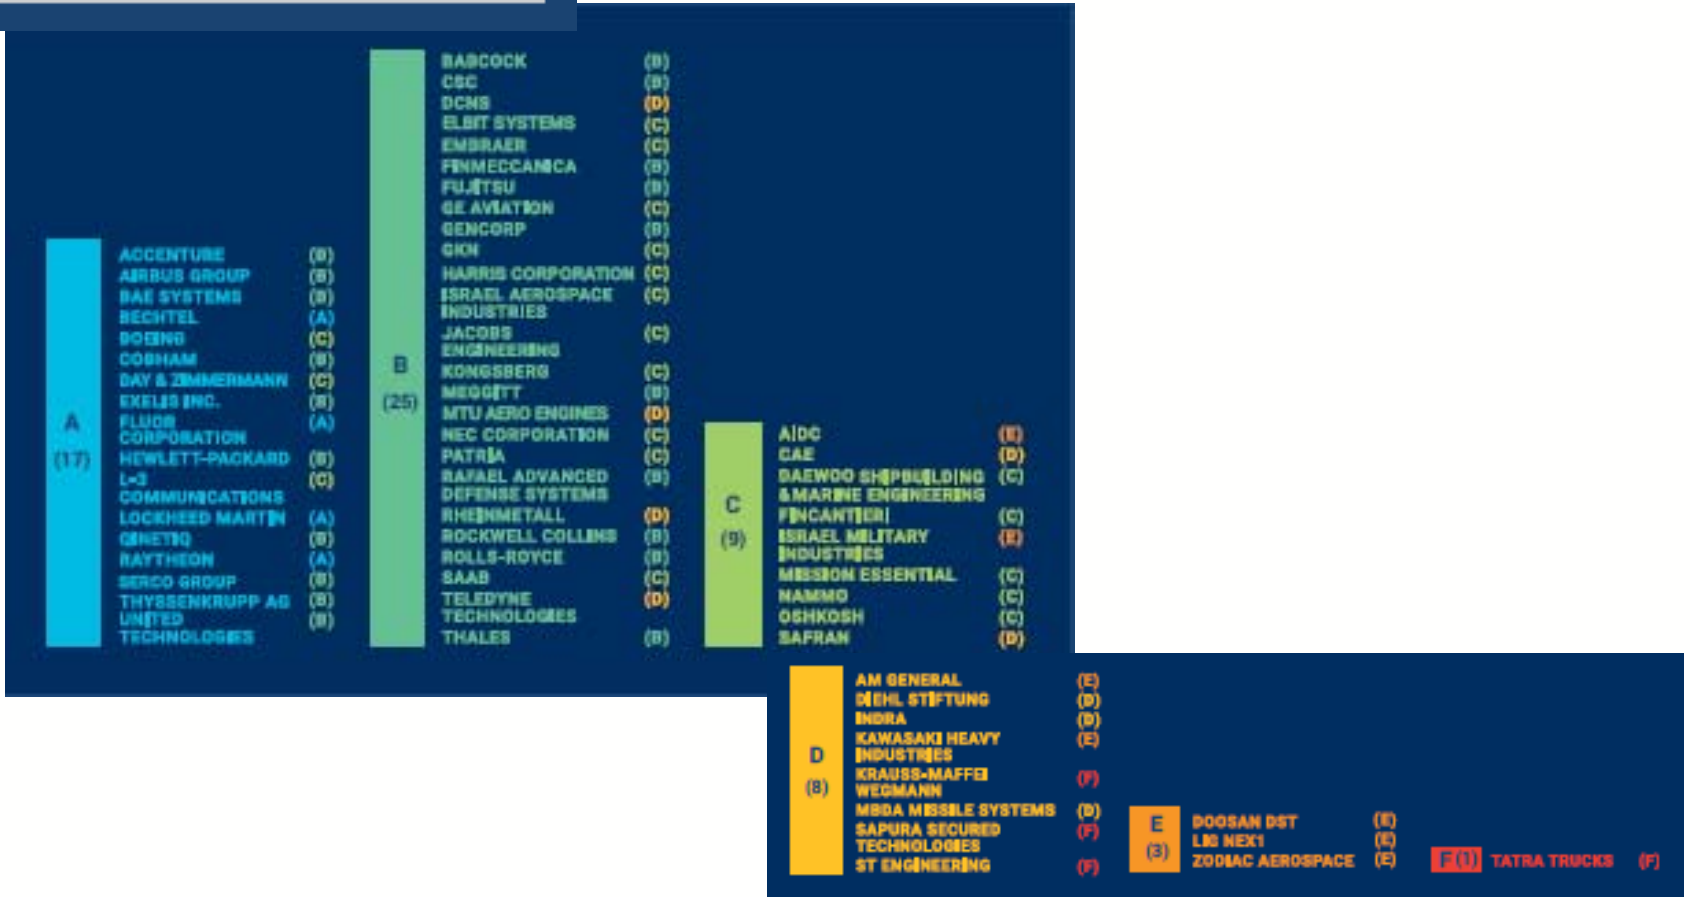 A
(17)
ACCENTURE (B)
AIRBUS GROUP (B)
BAE SYSTEMS (B)
BECHTEL (A)
BOEING (C)
COBHAM (B)
DAY & ZIMMERMANN (C)
EXELIS INC. (B)
FLUOR (A)
CORPORATION
HEWLETT-PACKARD (B)
L-3 (C)
COMMUNICATIONS
LOCKHEED MARTIN (A)
QINETIQ (B)
RAYTHEON (A)
SERCO GROUP (B)
THYSSENKRUPP AG (B)
UNITED (B)
TECHNOLOGIES
B
(25)
BABCOCK (B)
CSC (B)
DCNS (D)
ELBIT SYSTEMS (C)
EMBRAER (C)
FINMECCANICA (B)
FUJITSU (B)
GE AVIATION (C)
GENCORP (B)
GKN (C)
HARRIS CORPORATION (C)
ISRAEL AEROSPACE (C)
INDUSTRIES
JACOBS (C)
ENGINEERING
KONGSBERG (C)
MEGGITT (B)
MTU AERO ENGINES (D)
NEC CORPORATION (C)
PATRIA (C)
RAFAEL ADVANCED (B)
DEFENSE SYSTEMS
RHEINMETALL (D)
ROCKWELL COLLINS (B)
ROLLS-ROYCE (B)
SAAB (C)
TELEDYNE (D)
TECHNOLOGIES
THALES (B)
C
(9)
AIDC (E)
CAE (D)
DAEWOO SHIPBUILDING (C)
& MARINE ENGINEERING
FINCANTIERI (C)
ISRAEL MILITARY (E)
INDUSTRIES
MISSION ESSENTIAL (C)
NAMMO (C)
OSHKOSH (C)
SAFRAN (D)
D
(8)
AM GENERAL (E)
DIEHL STIFTUNG (D)
INDRA (D)
KAWASAKI HEAVY (E)
INDUSTRIES
KRAUSS-MAFFEI (F)
WEGMANN
MBDA MISSILE SYSTEMS (D)
SAPURA SECURED (F)
TECHNOLOGIES
ST ENGINEERING (F)
E
(3)
DOOSAN DST (E)
LIG NEX1 (E)
ZODIAC AEROSPACE (E)
F (1) TATRA TRUCKS (F)